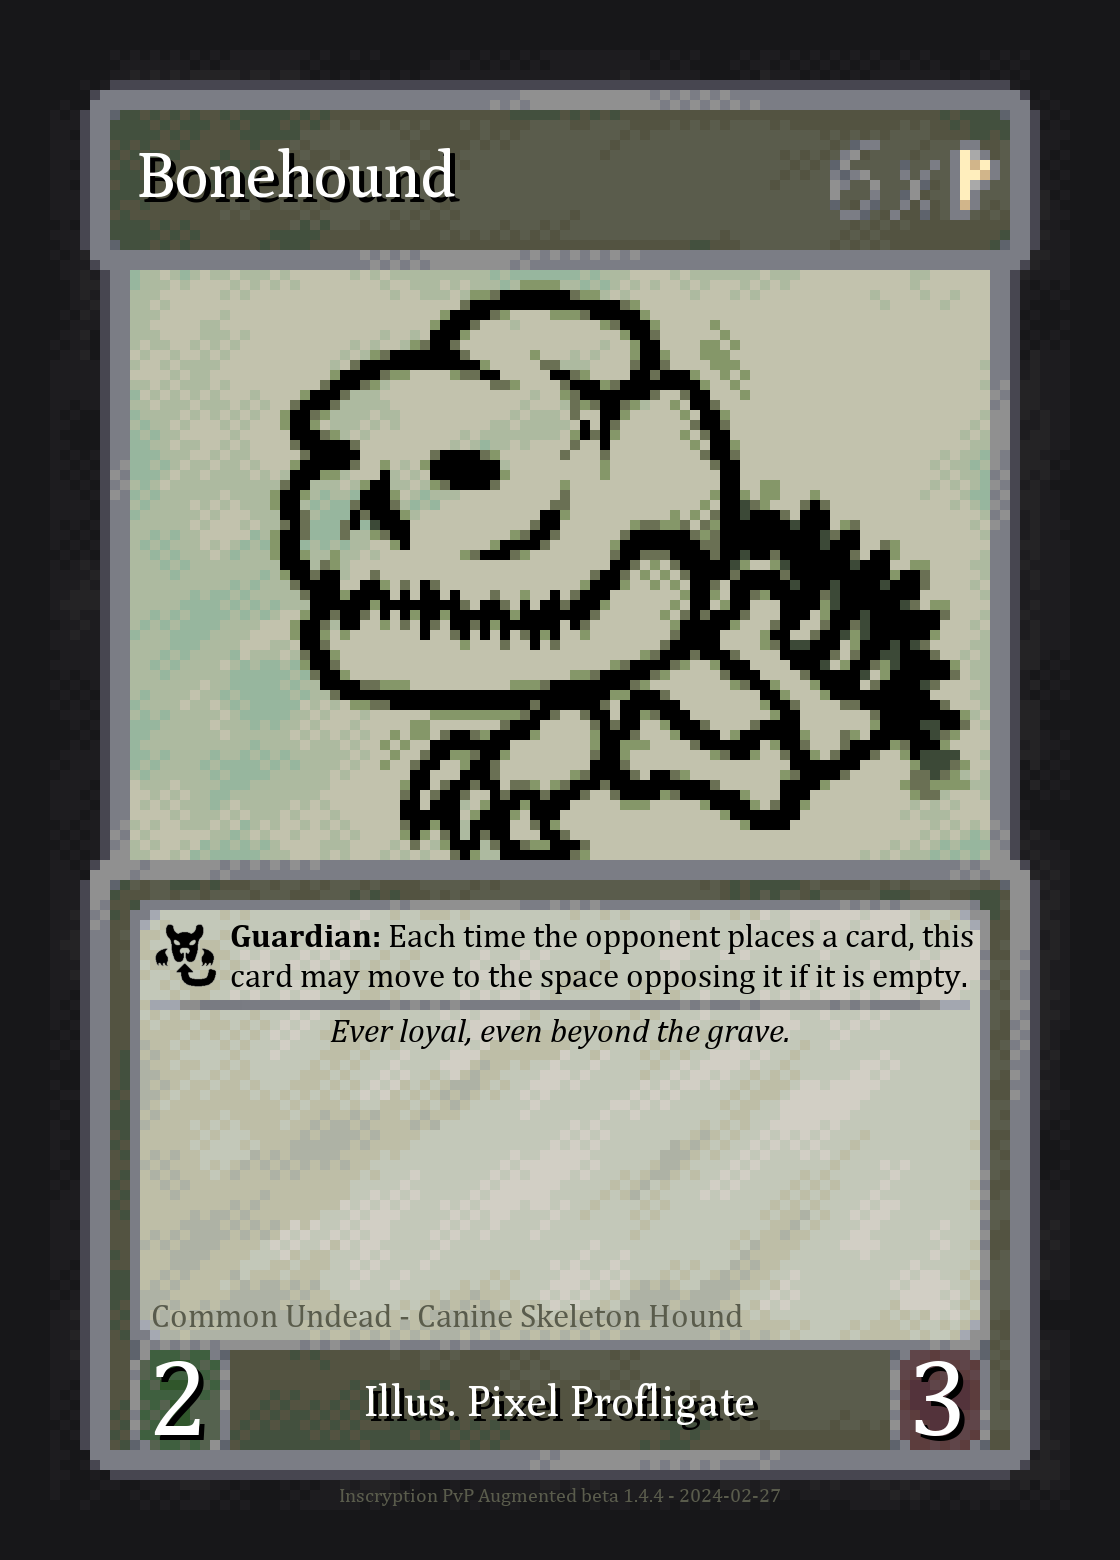 Bonehound
6x
Guardian: Each time the opponent places a card, this
card may move to the space opposing it if it is empty.
Ever loyal, even beyond the grave.
Common Undead - Canine Skeleton Hound
2
Illus. Pixel Profligate
3
Inscryption PvP Augmented beta 1.4.4 - 2024-02-27